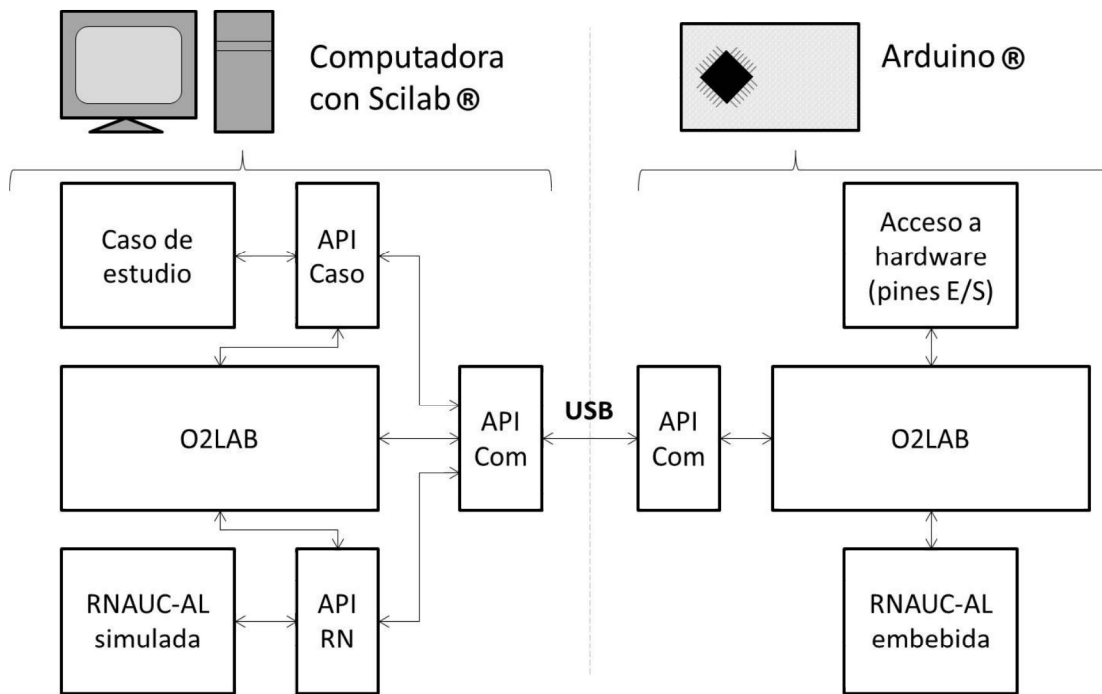 Computadora
con Scilab®
Arduino®
Caso de
estudio
API
Caso
Acceso a
hardware
(pines E/S)
O2LAB
API
Com
USB
API
Com
O2LAB
RNAUC-AL
simulada
API
RN
RNAUC-AL
embebida